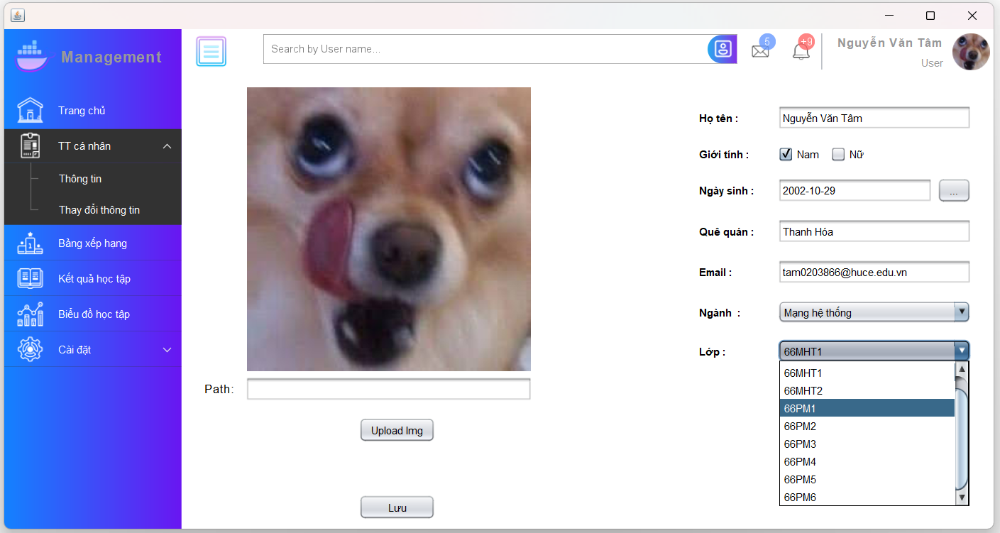 Management
Search by User name...
5
+9
Nguyễn Văn Tâm
User
Trang chủ
TT cá nhân
Thông tin
Thay đổi thông tin
Bảng xếp hạng
Kết quả học tập
Biểu đồ học tập
Cài đặt
Path:
Upload Img
Lưu
Họ tên : Nguyễn Văn Tâm
Giới tính : Nam Nữ
Ngày sinh : 2002-10-29 ...
Quê quán : Thanh Hóa
Email : tam0203866@huce.edu.vn
Ngành : Mạng hệ thống
Lớp : 66MHT1
66MHT1
66MHT2
66PM1
66PM2
66PM3
66PM4
66PM5
66PM6